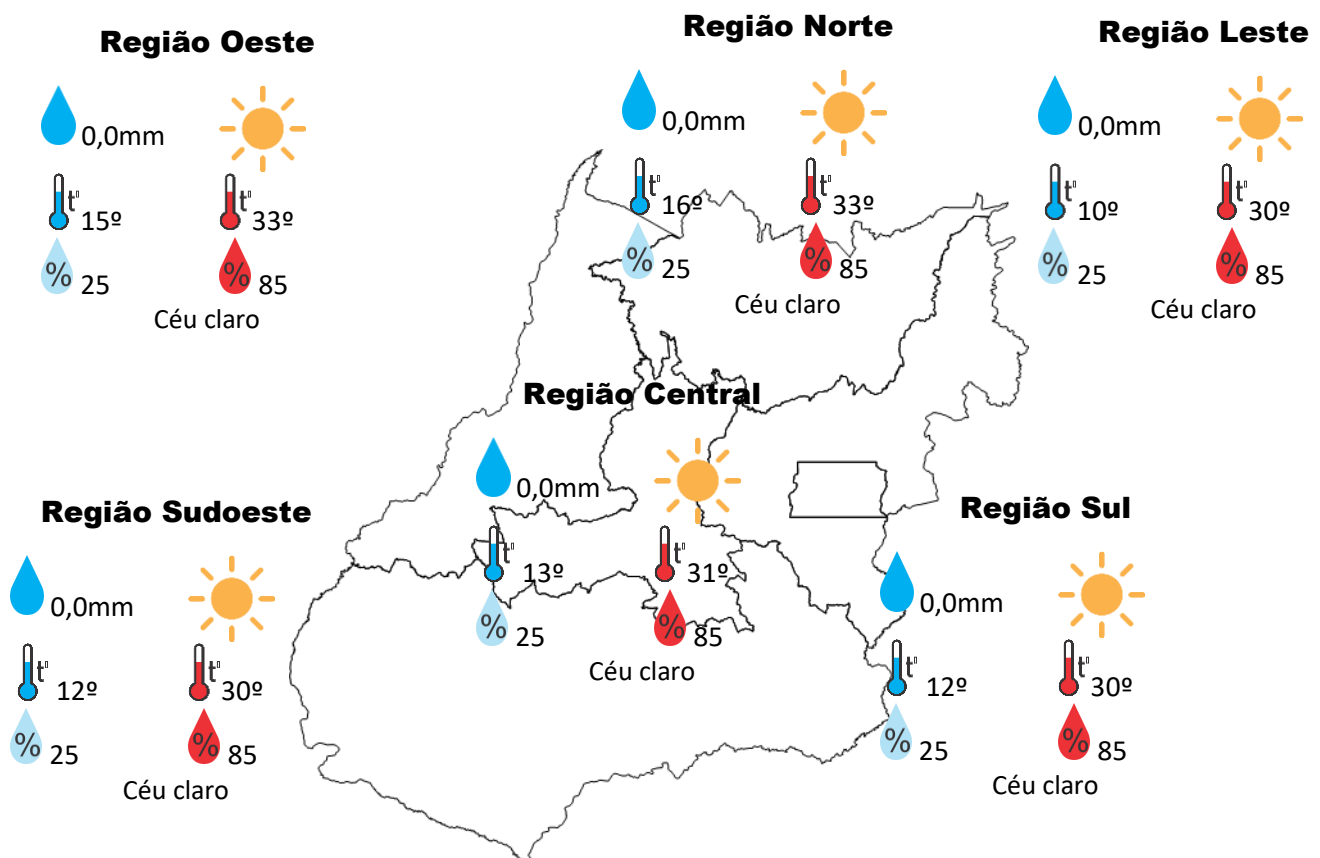 Região Oeste
0,0mm
t°
15º
t°
33º
%
25
%
85
Céu claro
Região Norte
0,0mm
t°
16º
t°
33º
%
25
%
85
Céu claro
Região Leste
0,0mm
t°
10º
t°
30º
%
25
%
85
Céu claro
Região Central
0,0mm
t°
13º
t°
31º
%
25
%
85
Céu claro
Região Sudoeste
0,0mm
t°
12º
t°
30º
%
25
%
85
Céu claro
Região Sul
0,0mm
t°
12º
t°
30º
%
25
%
85
Céu claro